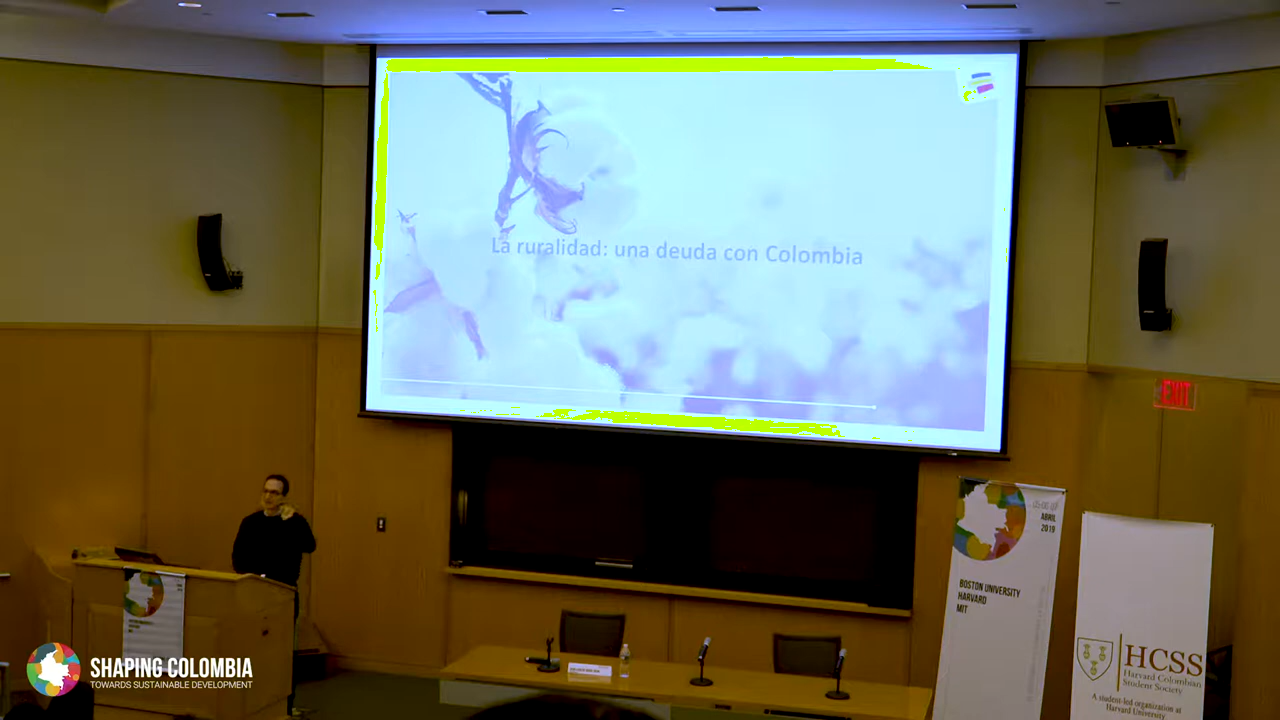 La ruralidad: una deuda con Colombia
EXIT
ABRIL
2019
BOSTON UNIVERSITY
HARVARD
MIT
HCSS
Harvard Colombian
Student Society
A student-led organization at
Harvard University
SHAPING COLOMBIA
TOWARDS SUSTAINABLE DEVELOPMENT